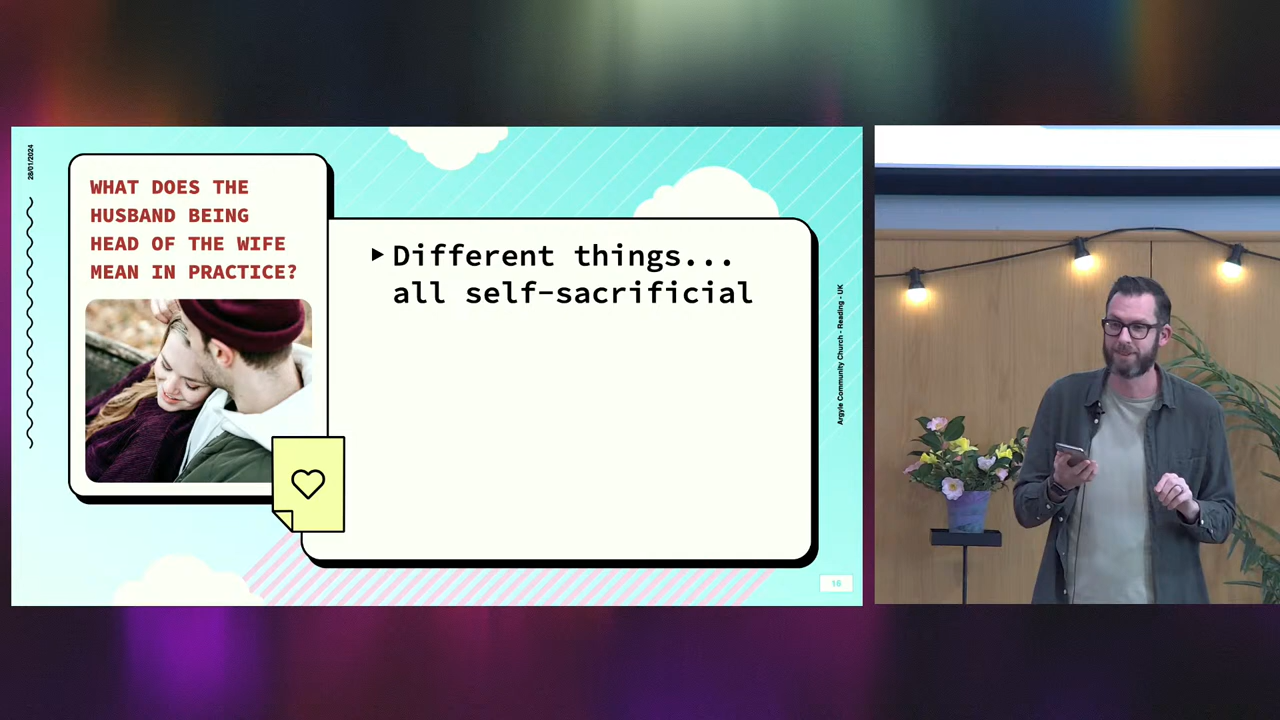 28/01/2024
WHAT DOES THE
HUSBAND BEING
HEAD OF THE WIFE
MEAN IN PRACTICE?
Different things...
all self-sacrificial
Argyle Community Church - Reading - UK
16